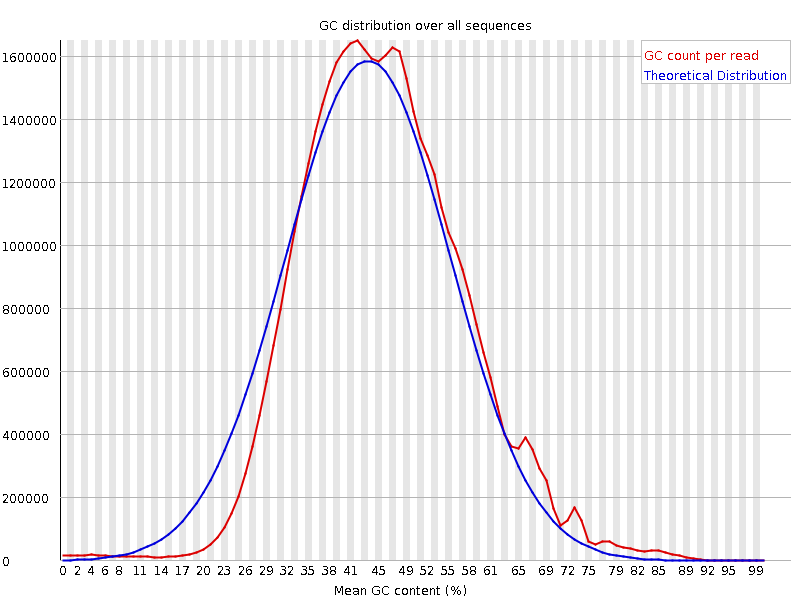 GC distribution over all sequences
GC count per read
Theoretical Distribution
1600000
1400000
1200000
1000000
800000
600000
400000
200000
0
0 2 4 6 8 11 14 17 20 23 26 29 32 35 38 41 45 49 52 55 58 61 65 69 72 75 79 82 85 89 92 95 99
Mean GC content (%)